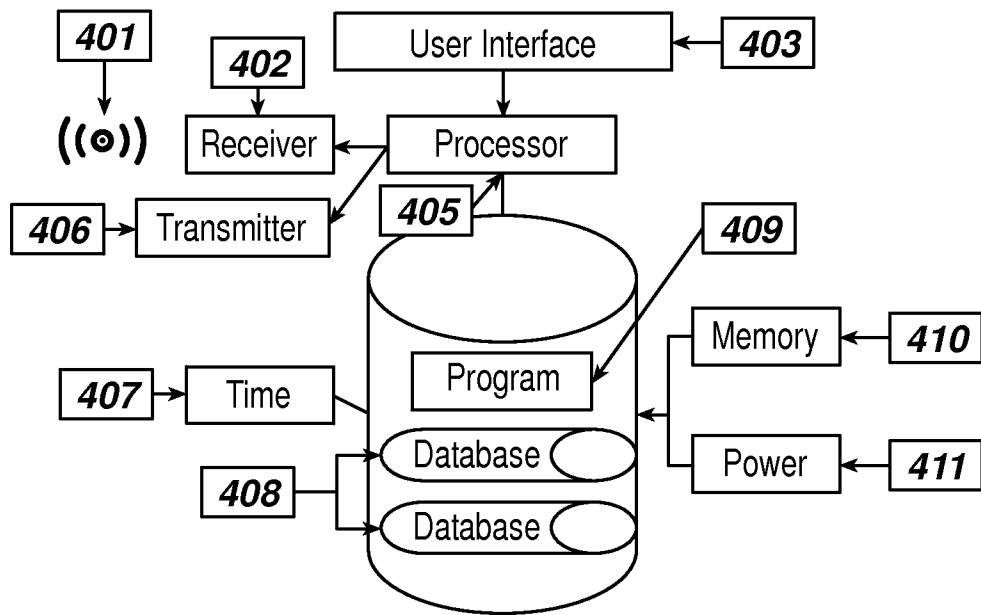 401
User Interface
403
402
Receiver
Processor
406
Transmitter
405
409
Memory
410
407
Time
Program
408
Database
Power
411
Database